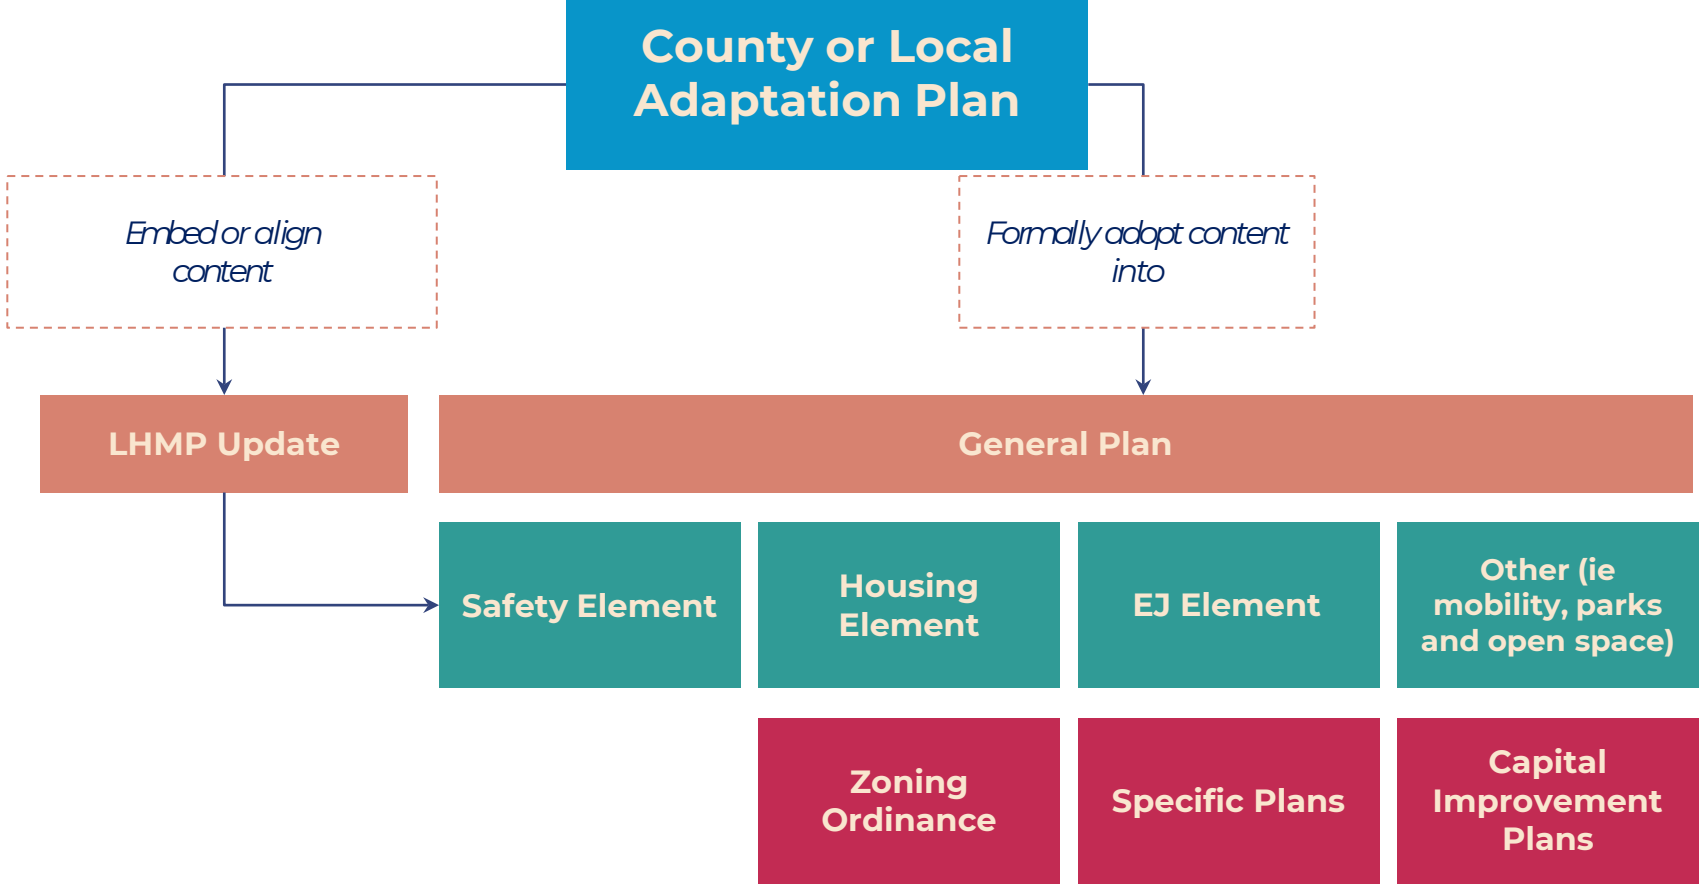 County or Local
Adaptation Plan
Embed or align
content
Formally adopt content
into
LHMP Update
General Plan
Safety Element
Housing
Element
EJ Element
Other (ie
mobility, parks
and open space)
Zoning
Ordinance
Specific Plans
Capital
Improvement
Plans